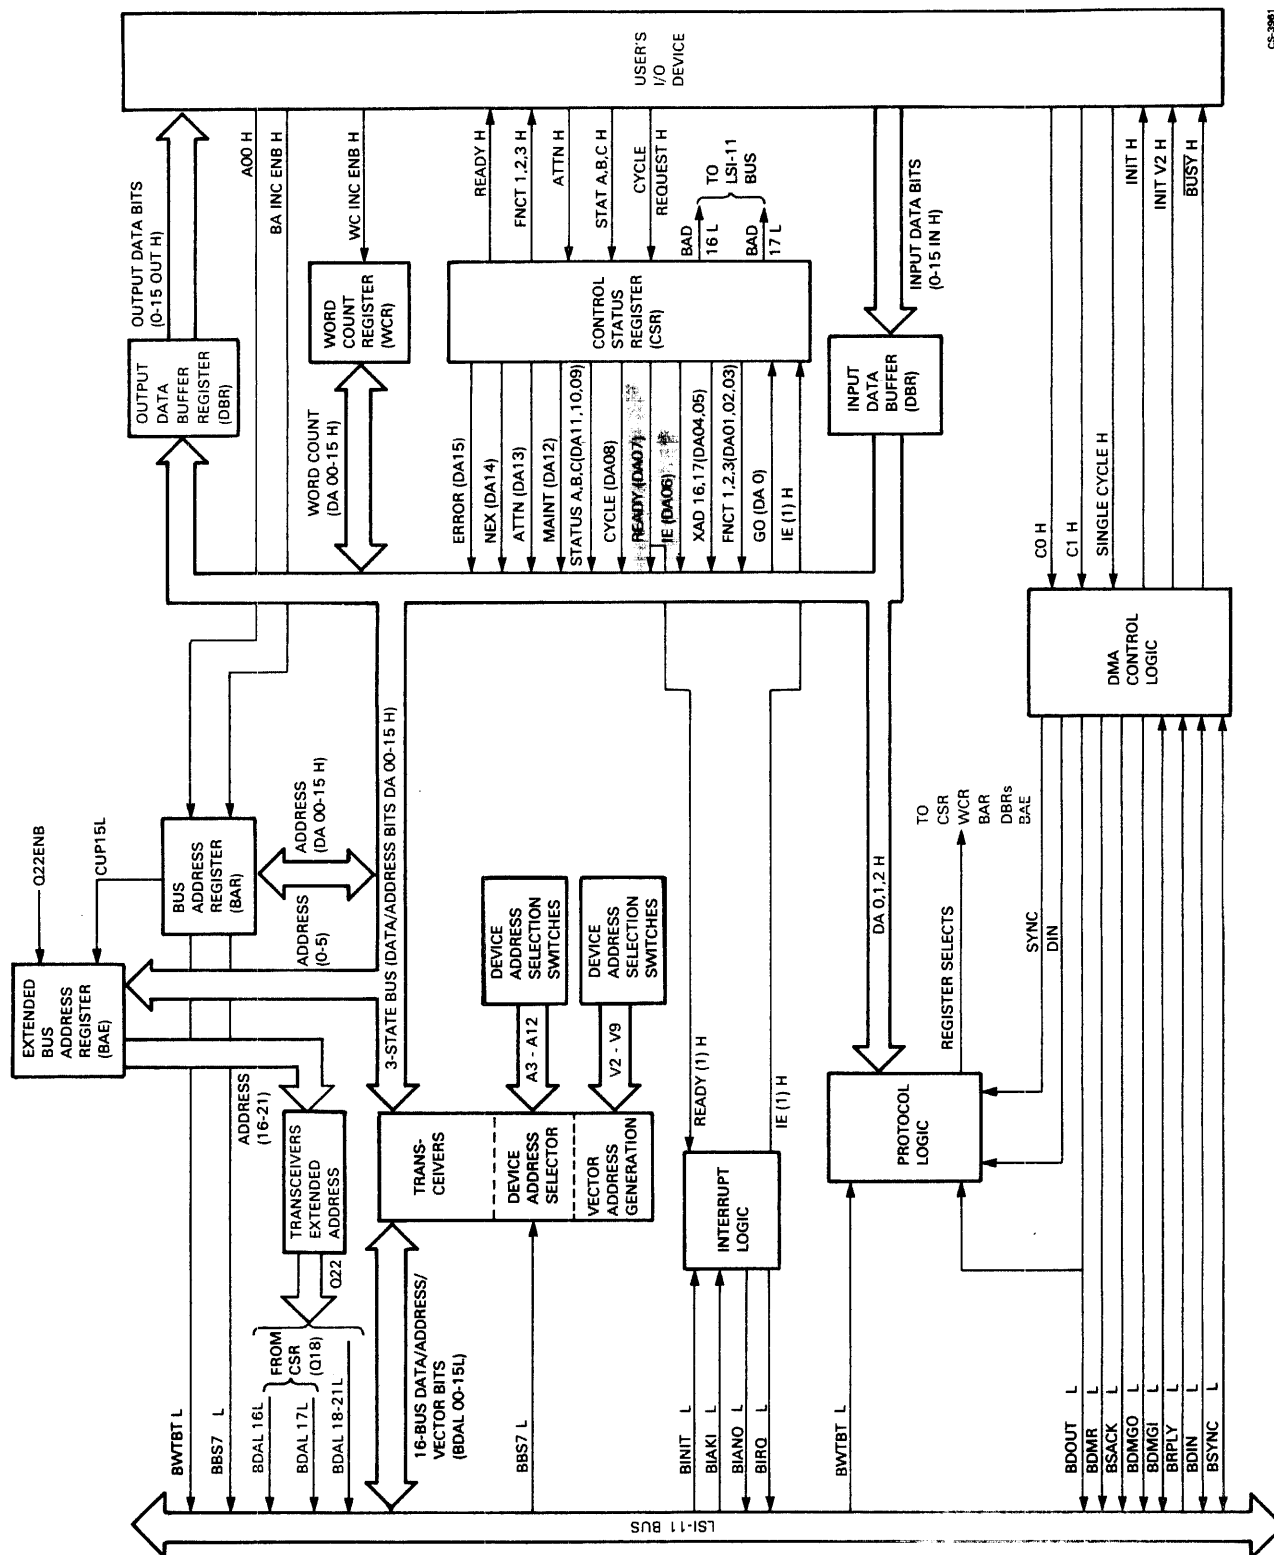 CS-3981
USER'S
I/O
DEVICE
OUTPUT DATA BITS
(0-15 OUT H)
A00 H
BA INC ENB H
WC INC ENB H
READY H
FNCT 1,2,3 H
ATTN H
STAT A,B,C H
CYCLE
REQUEST H
BAD
16 L
BAD
17 L
TO
LSI-11
BUS
INPUT DATA BITS
(0-15 IN H)
C0 H
C1 H
SINGLE CYCLE H
INIT H
INIT V2 H
BUSY H
OUTPUT
DATA
BUFFER
REGISTER
(DBR)
WORD
COUNT
REGISTER
(WCR)
CONTROL
STATUS
REGISTER
(CSR)
INPUT
DATA
BUFFER
(DBR)
WORD COUNT
(DA 00-15 H)
ERROR (DA15)
NEX (DA14)
ATTN (DA13)
MAINT (DA12)
STATUS A,B,C(DA11,10,09)
CYCLE (DA08)
READY (DA07)
IE (DA06)
XAD 16,17(DA04,05)
FNCT 1,2,3(DA01,02,03)
GO (DA 0)
IE (1) H
DMA
CONTROL
LOGIC
Q22ENB
CUP15L
BUS
ADDRESS
REGISTER
(BAR)
ADDRESS
(DA 00-15 H)
ADDRESS
(0-5)
3-STATE BUS (DATA/ADDRESS BITS DA 00-15 H)
EXTENDED
BUS
ADDRESS
REGISTER
(BAE)
DEVICE
ADDRESS
SELECTION
SWITCHES
DEVICE
ADDRESS
SELECTION
SWITCHES
A3 - A12
V2 - V9
DA 0,1,2 H
TO
CSR
WCR
BAR
DBRs
BAE
REGISTER SELECTS
SYNC
DIN
ADDRESS
(16-21)
TRANSCEIVERS
EXTENDED
ADDRESS
TRANS-
CEIVERS
DEVICE
ADDRESS
SELECTOR
VECTOR
ADDRESS
GENERATION
READY (1) H
IE (1) H
INTERRUPT
LOGIC
PROTOCOL
LOGIC
Q22
FROM
CSR
(Q18)
BWTBT L
BBS7 L
BDAL 16L
BDAL 17L
BDAL 18-21L
16-BUS DATA/ADDRESS/
VECTOR BITS
(BDAL 00-15L)
BBS7 L
BINIT L
BIAKI L
BIANO L
BIRQ L
BWTBT L
BDOUT L
BDMR L
BSACK L
BDMGO L
BDMGI L
BRPLY L
BDIN L
BSYNC L
LSI-11 BUS